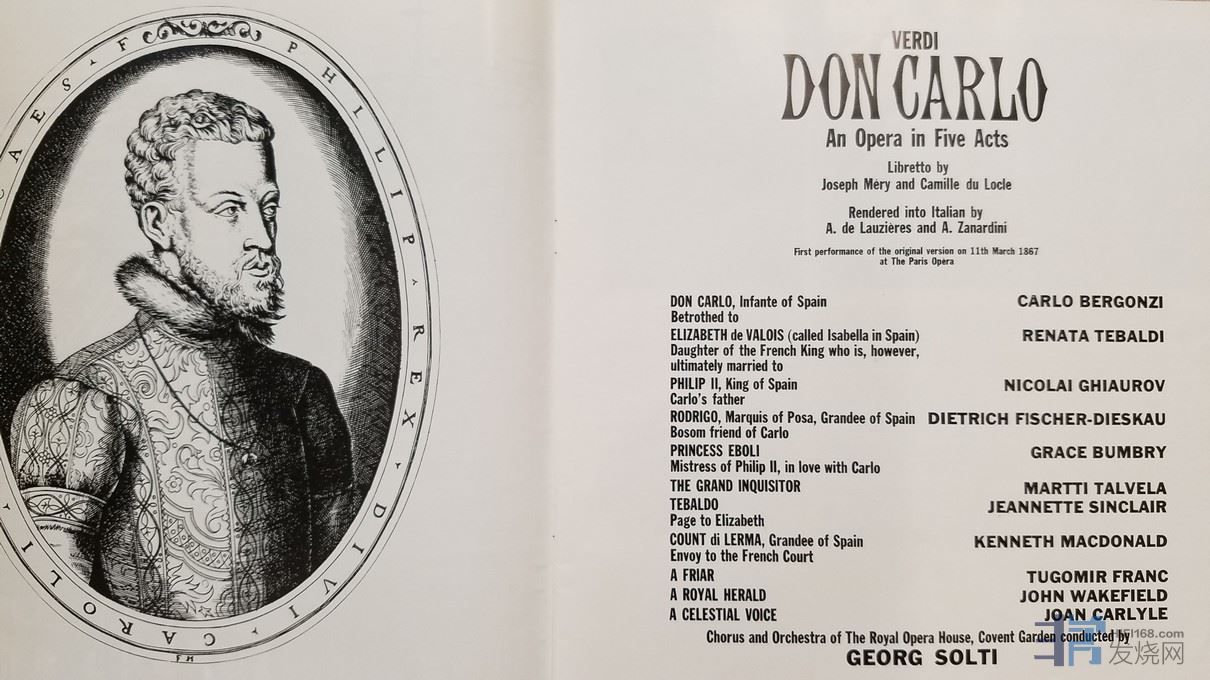 CAES · F PHILIP · REX · DIVI · CAROLI ·
VERDI
DON CARLO
An Opera in Five Acts
Libretto by
Joseph Méry and Camille du Locle
Rendered into Italian by
A. de Lauzières and A. Zanardini
First performance of the original version on 11th March 1867
at The Paris Opera
DON CARLO, Infante of Spain CARLO BERGONZI
Betrothed to
ELIZABETH de VALOIS (called Isabella in Spain) RENATA TEBALDI
Daughter of the French King who is, however,
ultimately married to
PHILIP II, King of Spain NICOLAI GHIAUROV
Carlo's father
RODRIGO, Marquis of Posa, Grandee of Spain DIETRICH FISCHER-DIESKAU
Bosom friend of Carlo
PRINCESS EBOLI GRACE BUMBRY
Mistress of Philip II, in love with Carlo
THE GRAND INQUISITOR MARTTI TALVELA
TEBALDO JEANNETTE SINCLAIR
Page to Elizabeth
COUNT di LERMA, Grandee of Spain KENNETH MACDONALD
Envoy to the French Court
A FRIAR TUGOMIR FRANC
A ROYAL HERALD JOHN WAKEFIELD
A CELESTIAL VOICE JOAN CARLYLE
Chorus and Orchestra of The Royal Opera House, Covent Garden conducted by
GEORG SOLTI
HIFI168.com
发烧网